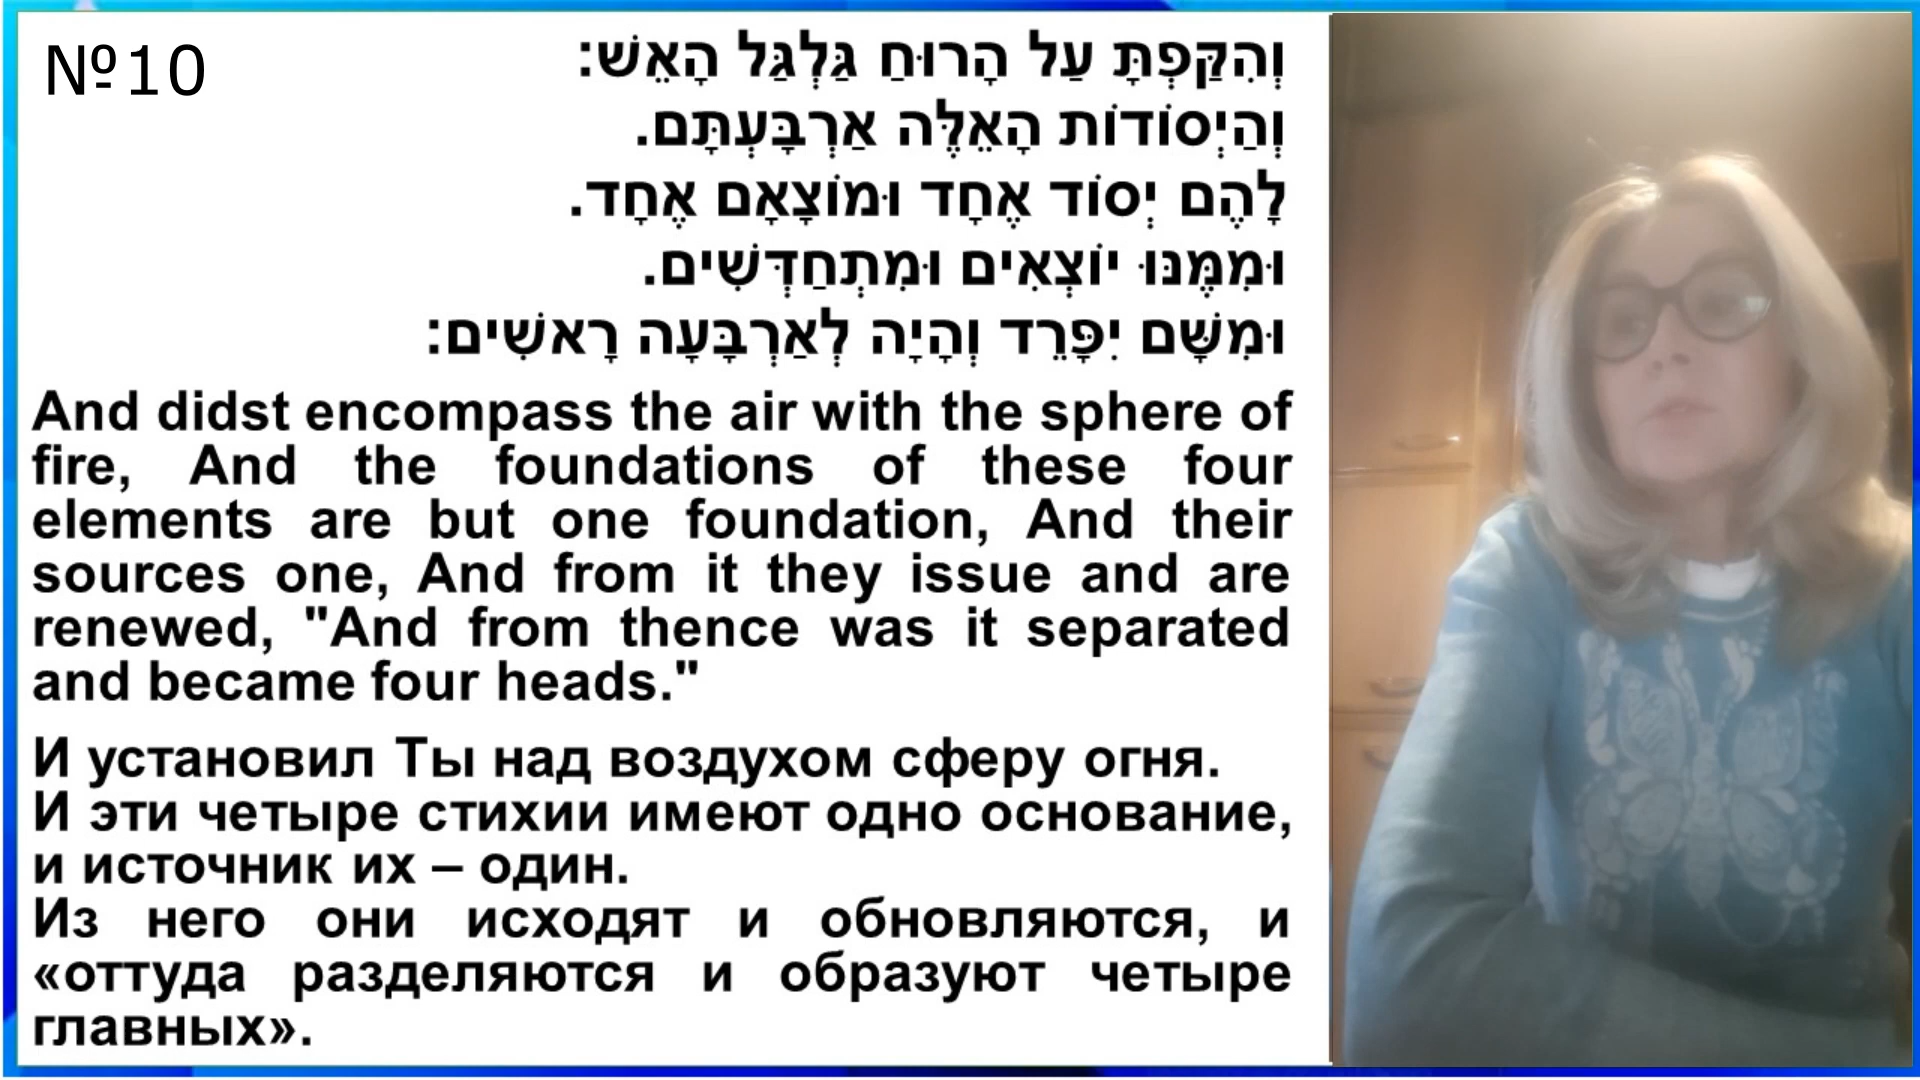 №10
וְהִקַּפְתָּ עַל הָרוּחַ גַּלְגַּל הָאֵשׁ:
וְהַיְסוֹדוֹת הָאֵלֶּה אַרְבָּעְתָּם.
לָהֶם יְסוֹד אֶחָד וּמוֹצָאָם אֶחָד.
וּמִמֶּנּוּ יוֹצְאִים וּמִתְחַדְּשִׁים.
וּמִשָּׁם יִפָּרֵד וְהָיָה לְאַרְבָּעָה רָאשִׁים:
And didst encompass the air with the sphere of
fire, And the foundations of these four
elements are but one foundation, And their
sources one, And from it they issue and are
renewed, "And from thence was it separated
and became four heads."
И установил Ты над воздухом сферу огня.
И эти четыре стихии имеют одно основание,
и источник их – один.
Из него они исходят и обновляются, и
«оттуда разделяются и образуют четыре
главных».